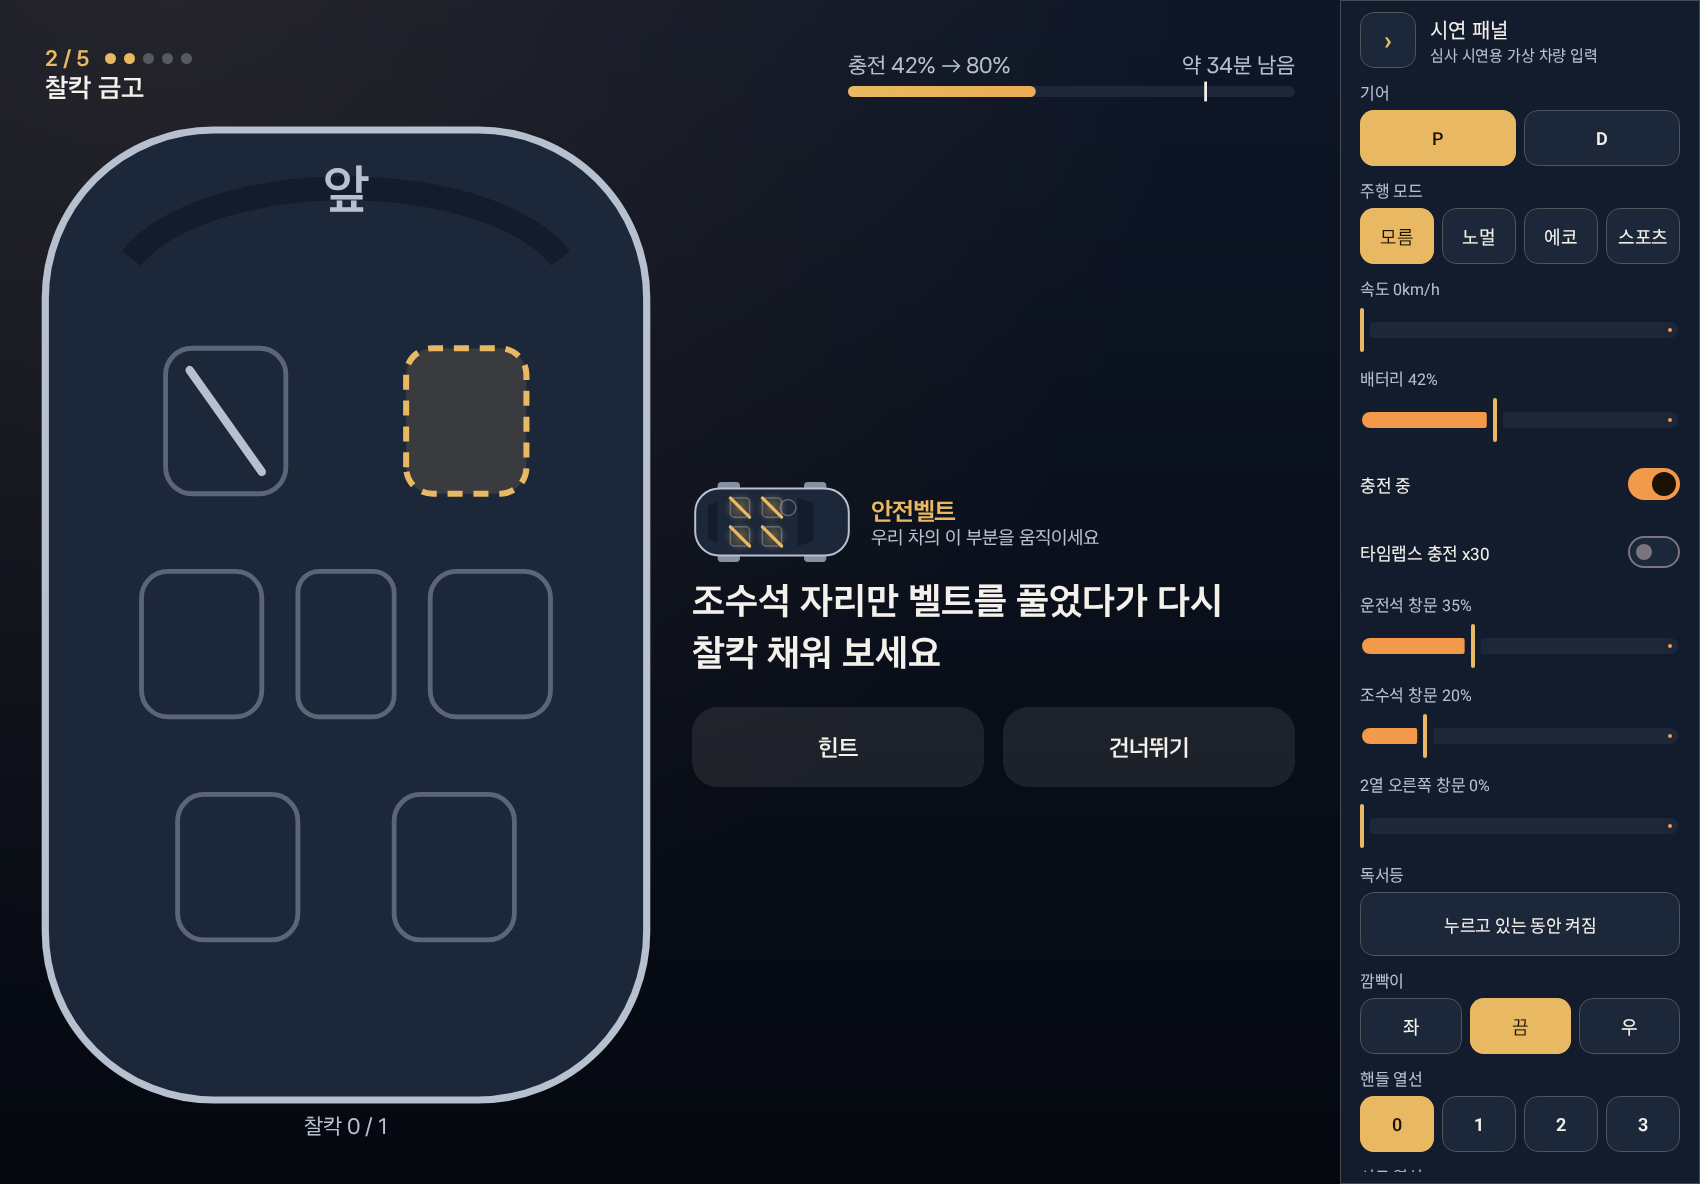 2 / 5
찰칵 금고
충전 42% → 80%
약 34분 남음
앞
안전벨트
우리 차의 이 부분을 움직이세요
조수석 자리만 벨트를 풀었다가 다시
찰칵 채워 보세요
힌트
건너뛰기
찰칵 0 / 1
시연 패널
심사 시연용 가상 차량 입력
기어
P
D
주행 모드
모름
노멀
에코
스포츠
속도 0km/h
배터리 42%
충전 중
타임랩스 충전 x30
운전석 창문 35%
조수석 창문 20%
2열 오른쪽 창문 0%
독서등
누르고 있는 동안 켜짐
깜빡이
좌
끔
우
핸들 열선
0
1
2
3